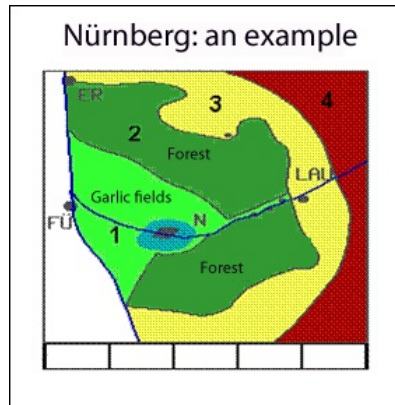 Nürnberg: an example
ER
3
4
2
Forest
LAU
Garlic fields
N
FÜ
1
Forest